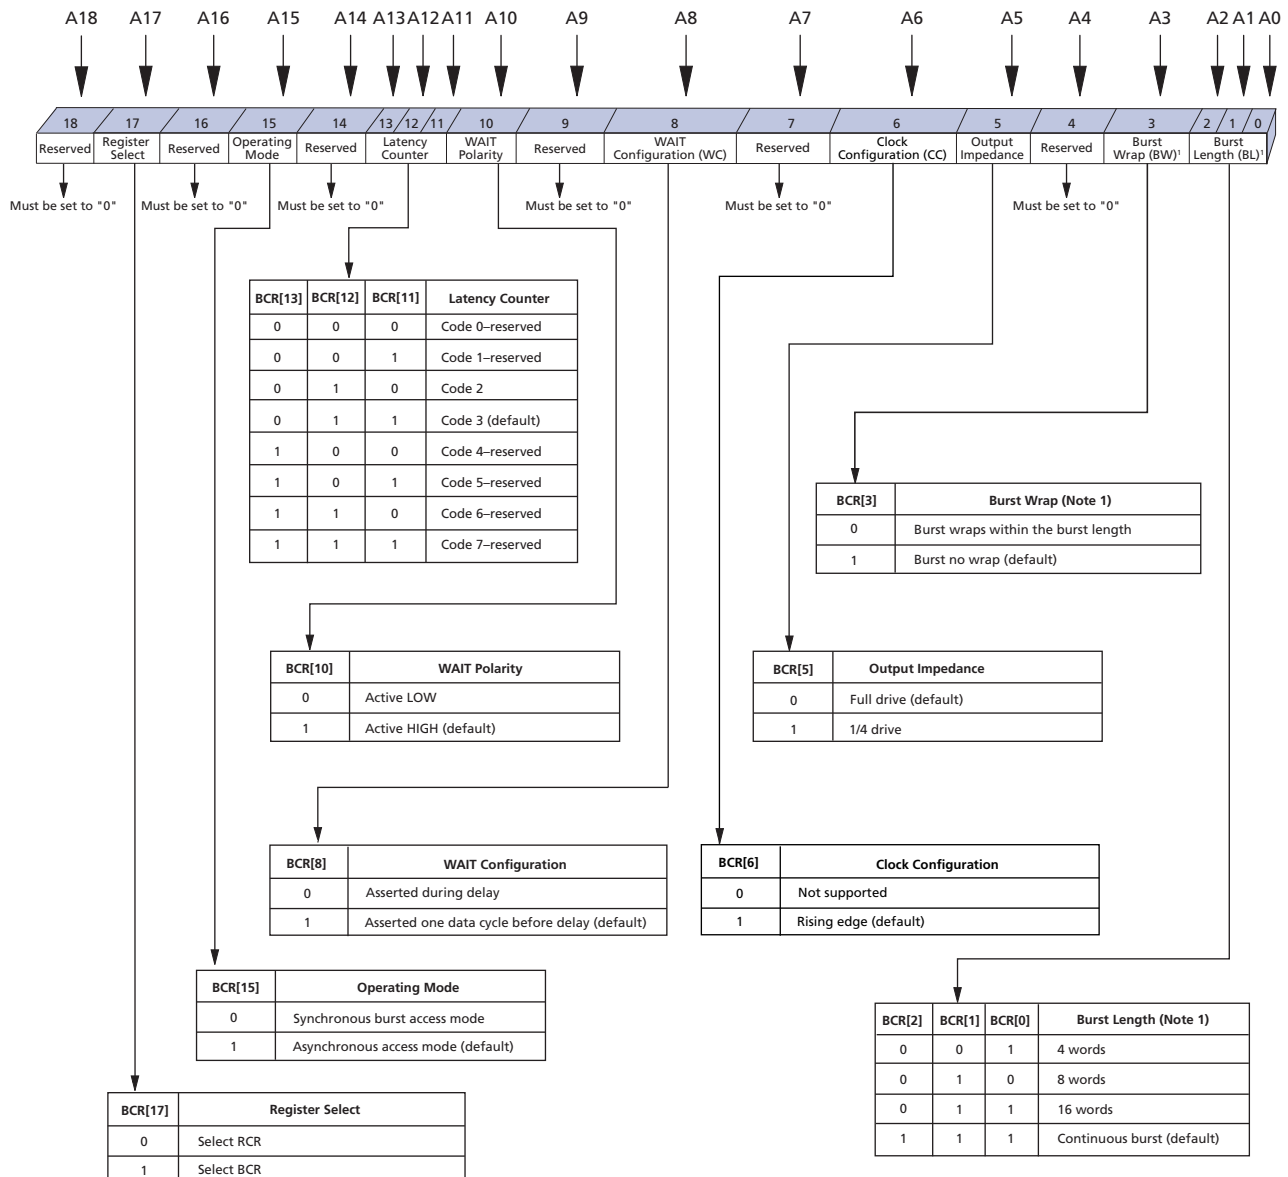 A18 A17 A16 A15 A14 A13 A12 A11 A10 A9 A8 A7 A6 A5 A4 A3 A2 A1 A0
18 17 16 15 14 13 12 11 10 9 8 7 6 5 4 3 2 1 0
Reserved
Register
Select
Reserved
Operating
Mode
Reserved
Latency
Counter
WAIT
Polarity
Reserved
WAIT
Configuration (WC)
Reserved
Clock
Configuration (CC)
Output
Impedance
Reserved
Burst
Wrap (BW)¹
Burst
Length (BL)¹
Must be set to "0" Must be set to "0" Must be set to "0" Must be set to "0" Must be set to "0" Must be set to "0"
BCR[13] BCR[12] BCR[11] Latency Counter
0 0 0 Code 0–reserved
0 0 1 Code 1–reserved
0 1 0 Code 2
0 1 1 Code 3 (default)
1 0 0 Code 4–reserved
1 0 1 Code 5–reserved
1 1 0 Code 6–reserved
1 1 1 Code 7–reserved
BCR[3] Burst Wrap (Note 1)
0 Burst wraps within the burst length
1 Burst no wrap (default)
BCR[10] WAIT Polarity
0 Active LOW
1 Active HIGH (default)
BCR[5] Output Impedance
0 Full drive (default)
1 1/4 drive
BCR[8] WAIT Configuration
0 Asserted during delay
1 Asserted one data cycle before delay (default)
BCR[6] Clock Configuration
0 Not supported
1 Rising edge (default)
BCR[15] Operating Mode
0 Synchronous burst access mode
1 Asynchronous access mode (default)
BCR[2] BCR[1] BCR[0] Burst Length (Note 1)
0 0 1 4 words
0 1 0 8 words
0 1 1 16 words
1 1 1 Continuous burst (default)
BCR[17] Register Select
0 Select RCR
1 Select BCR